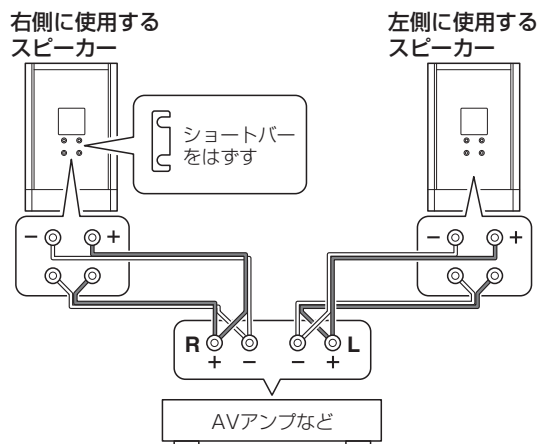 右側に使用する
スピーカー
左側に使用する
スピーカー
ショートバー
をはずす
− +
− +
R L
+ − − +
AVアンプなど